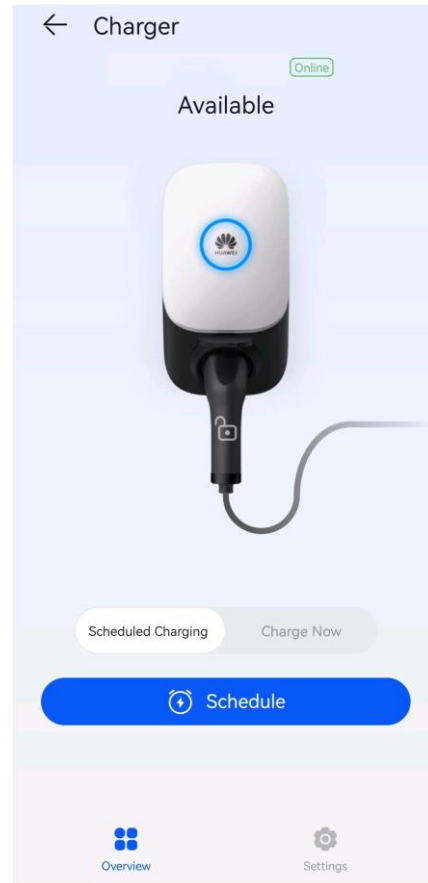 Charger
Online
Available
HUAWEI
Scheduled Charging
Charge Now
Schedule
Overview
Settings